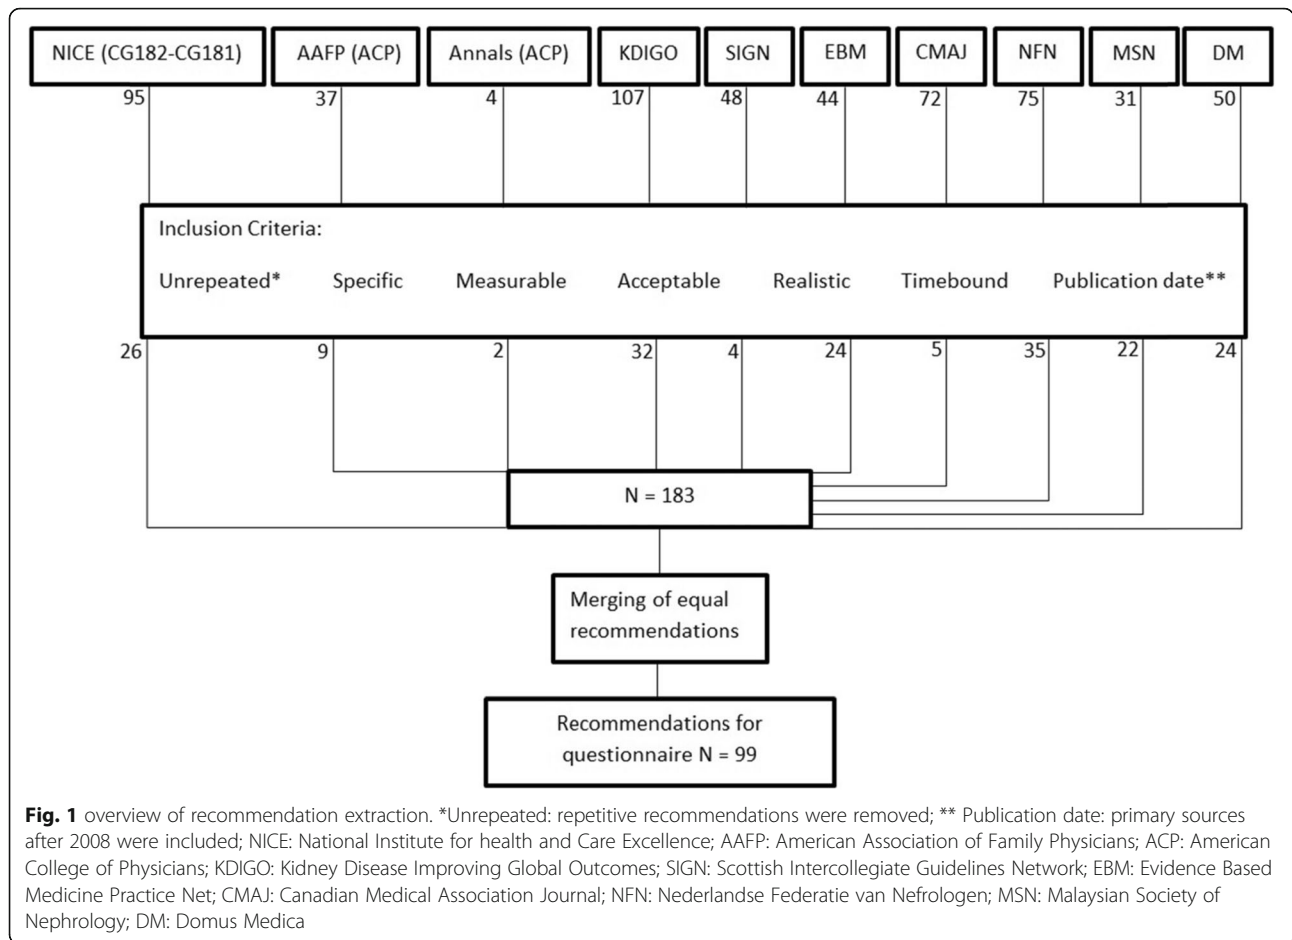 NICE (CG182-CG181) AAFP (ACP) Annals (ACP) KDIGO SIGN EBM CMAJ NFN MSN DM
95 37 4 107 48 44 72 75 31 50
Inclusion Criteria:
Unrepeated* Specific Measurable Acceptable Realistic Timebound Publication date**
26 9 2 32 4 24 5 35 22 24
N = 183
Merging of equal
recommendations
Recommendations for
questionnaire N = 99
Fig. 1 overview of recommendation extraction. *Unrepeated: repetitive recommendations were removed; ** Publication date: primary sources
after 2008 were included; NICE: National Institute for health and Care Excellence; AAFP: American Association of Family Physicians; ACP: American
College of Physicians; KDIGO: Kidney Disease Improving Global Outcomes; SIGN: Scottish Intercollegiate Guidelines Network; EBM: Evidence Based
Medicine Practice Net; CMAJ: Canadian Medical Association Journal; NFN: Nederlandse Federatie van Nefrologen; MSN: Malaysian Society of
Nephrology; DM: Domus Medica